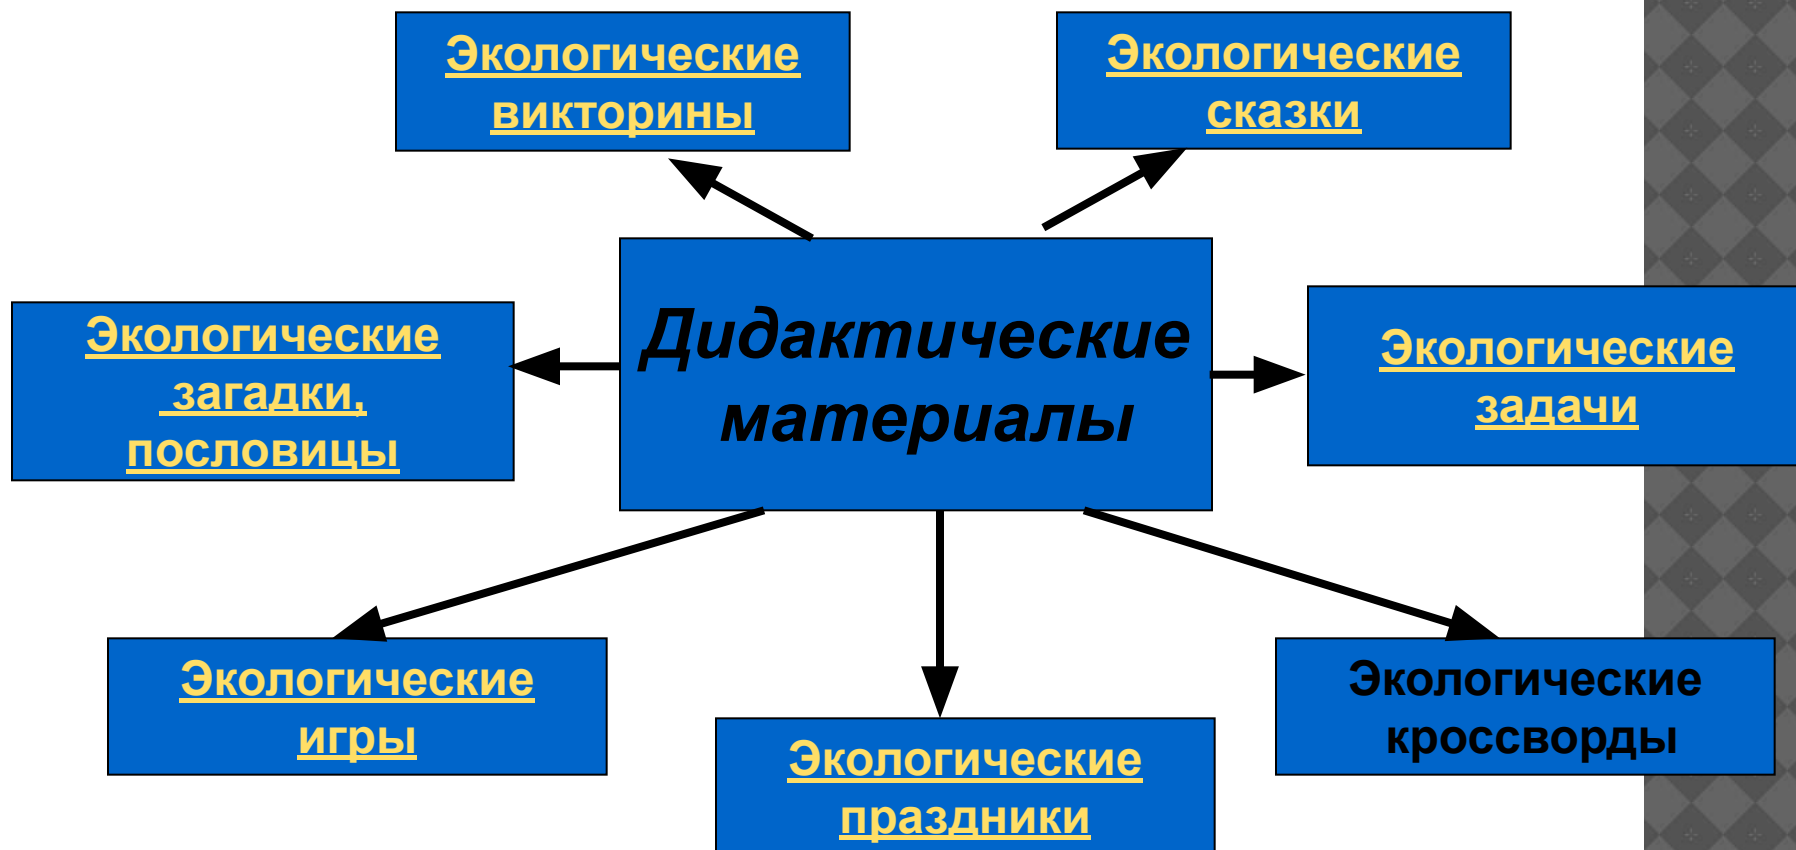 Экологические
викторины
Экологические
сказки
Экологические
загадки,
пословицы
Дидактические
материалы
Экологические
задачи
Экологические
игры
Экологические
праздники
Экологические
кроссворды